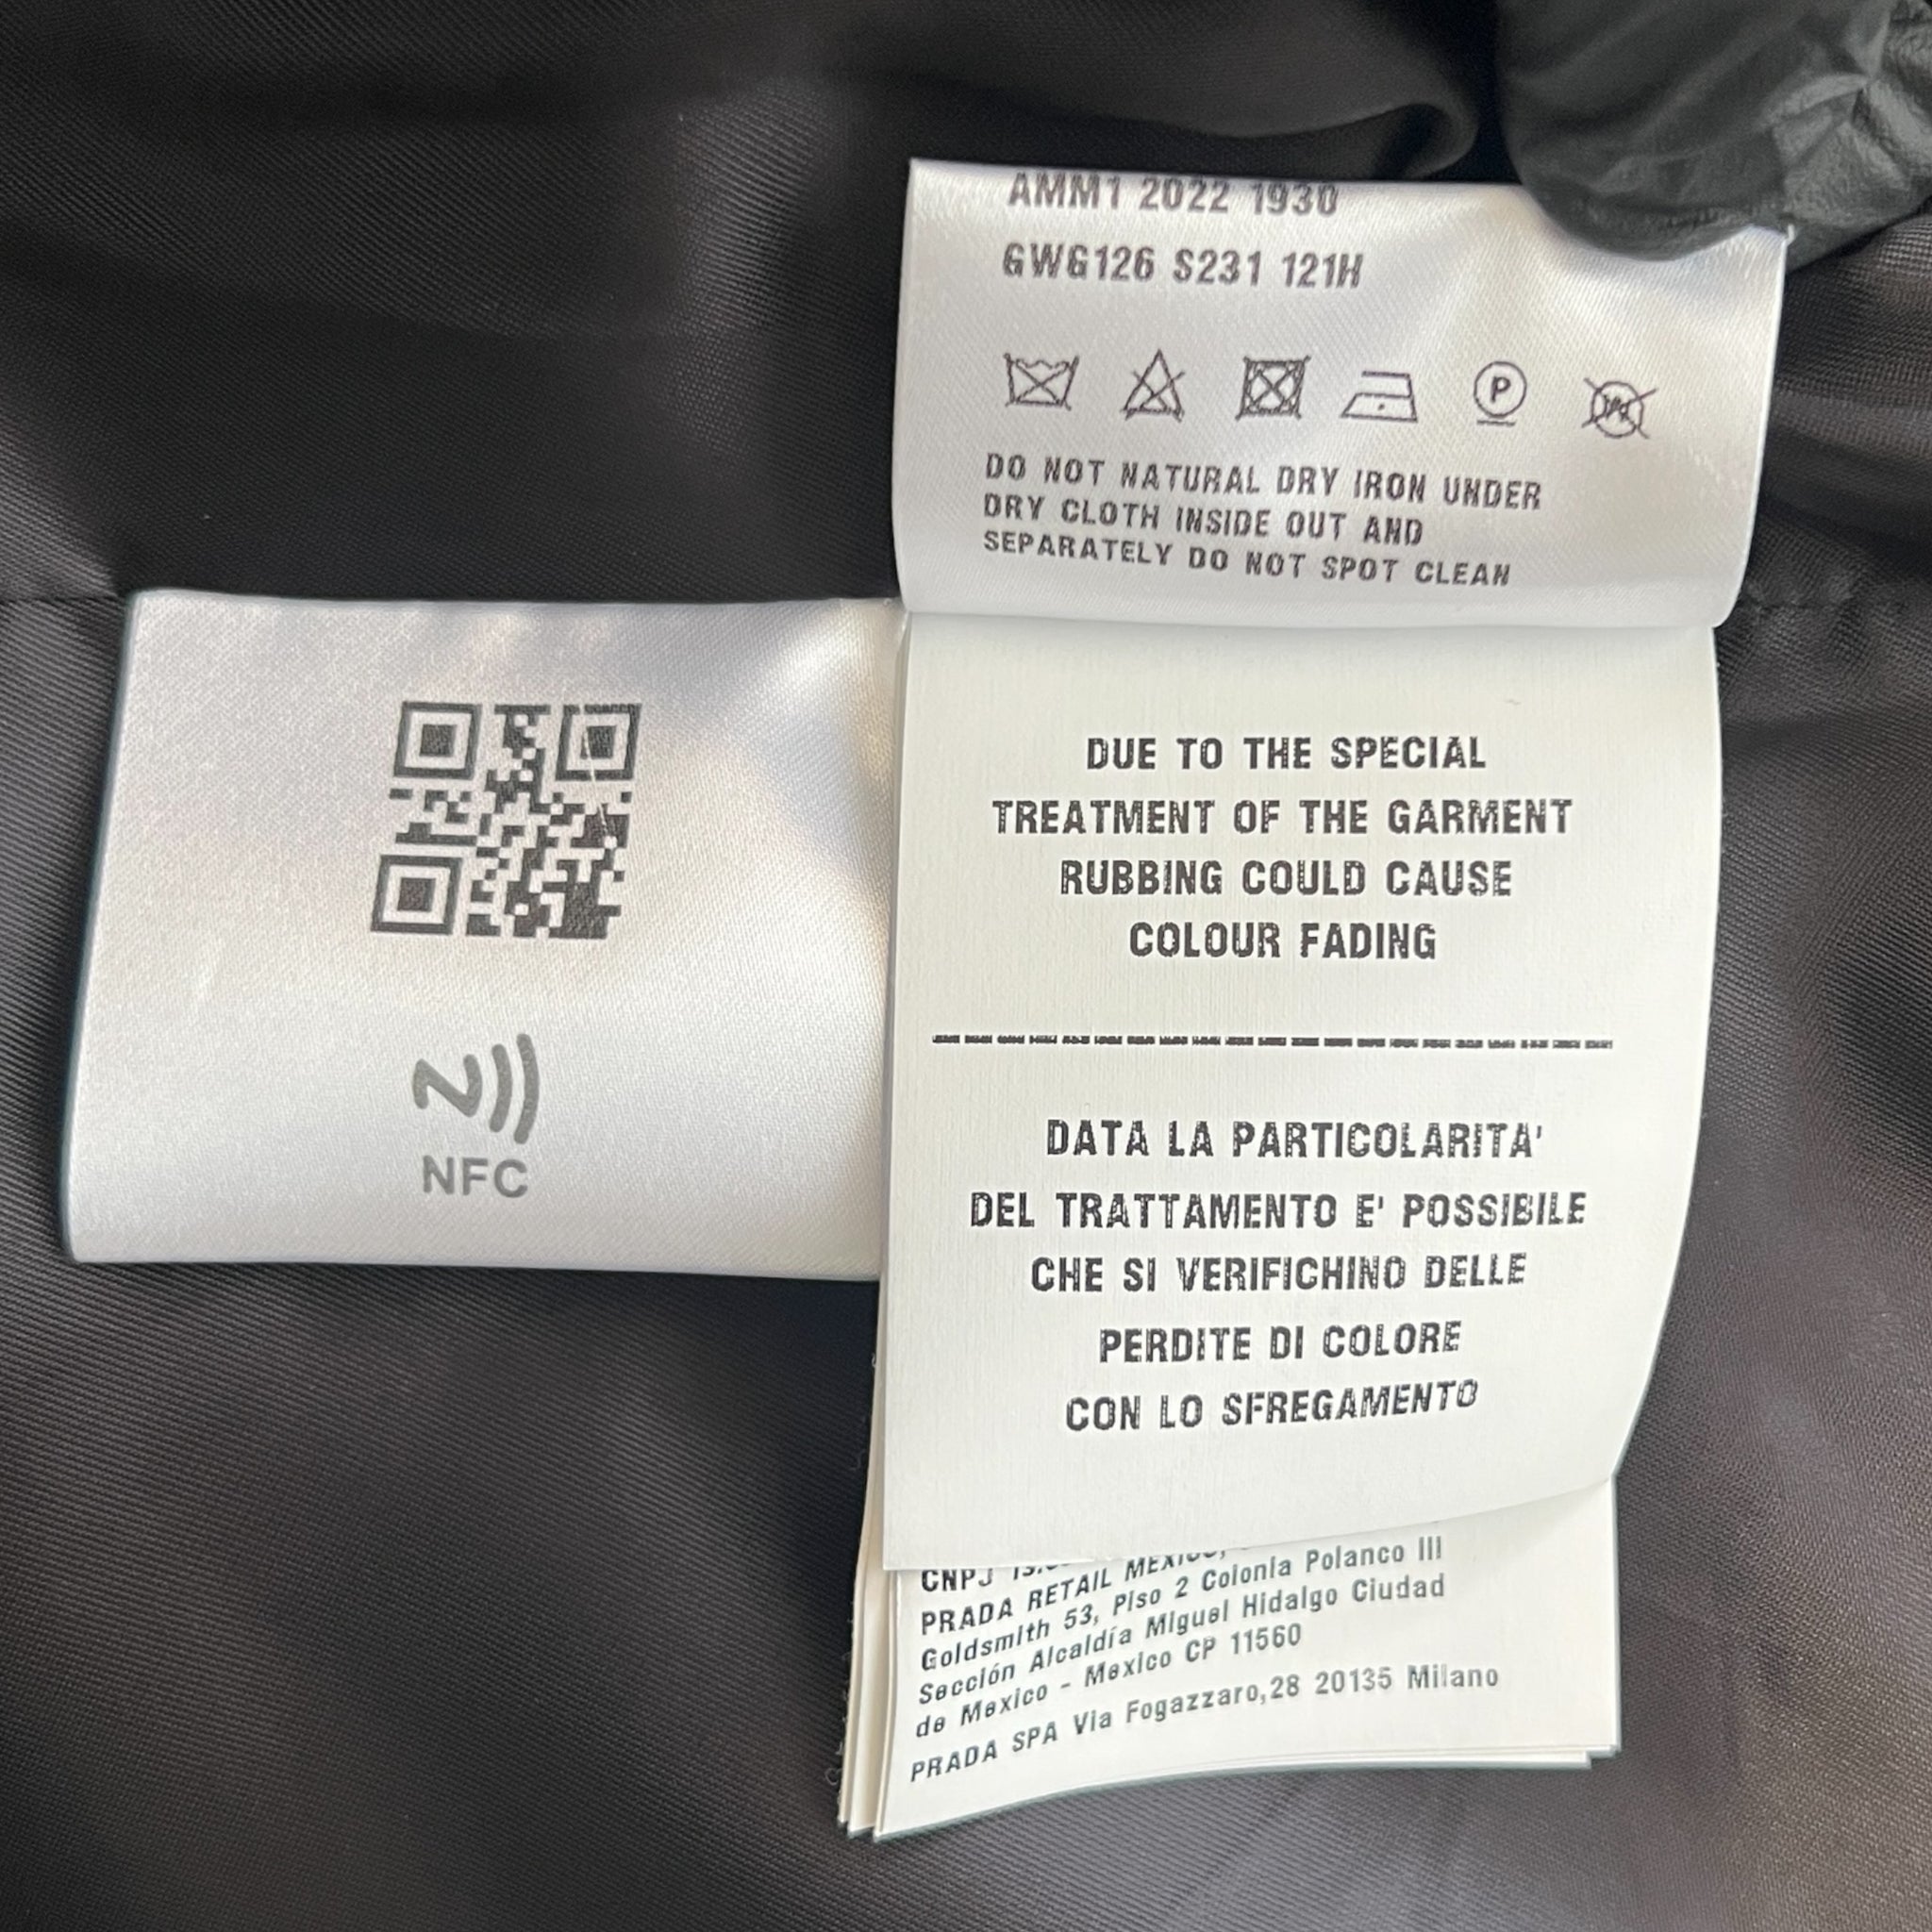 AMM1 2022 1930
GWG126 S231 121H
P
W
DO NOT NATURAL DRY IRON UNDER
DRY CLOTH INSIDE OUT AND
SEPARATELY DO NOT SPOT CLEAN
NFC
DUE TO THE SPECIAL
TREATMENT OF THE GARMENT
RUBBING COULD CAUSE
COLOUR FADING
DATA LA PARTICOLARITA'
DEL TRATTAMENTO E' POSSIBILE
CHE SI VERIFICHINO DELLE
PERDITE DI COLORE
CON LO SFREGAMENTO
CNPJ
PRADA RETAIL MEXICO,
Goldsmith 53, Piso 2 Colonia Polanco III
Sección Alcaldía Miguel Hidalgo Ciudad
de Mexico - Mexico CP 11560
PRADA SPA Via Fogazzaro,28 20135 Milano